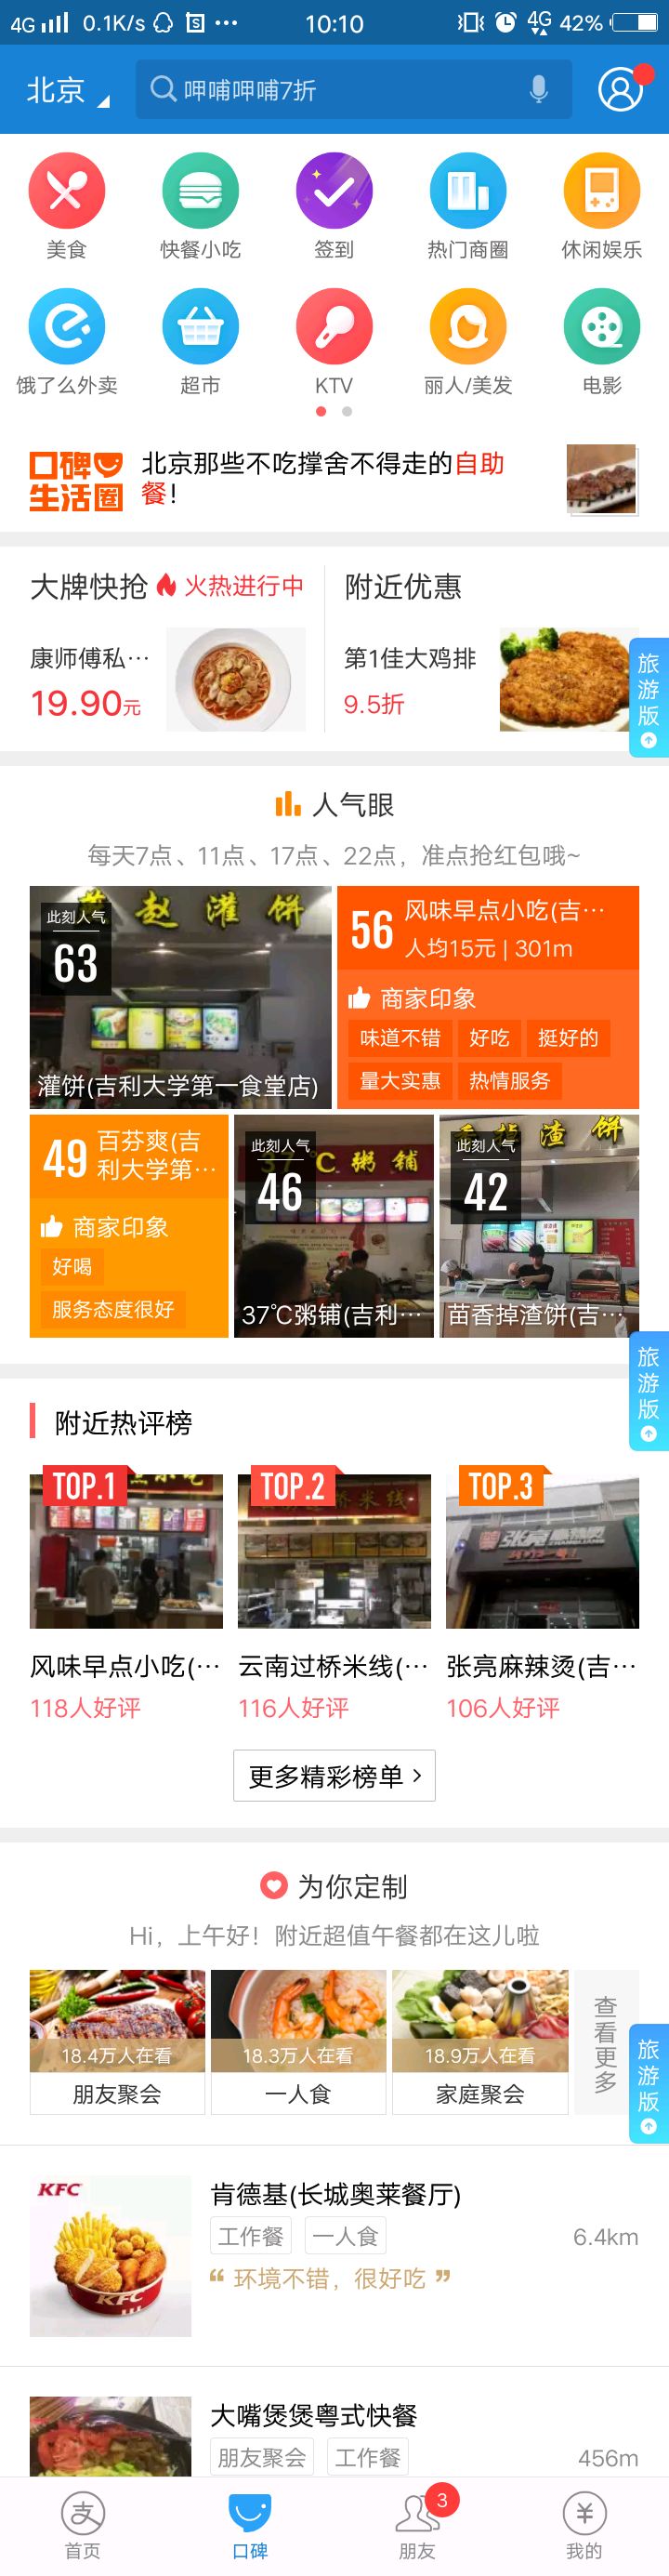 4G 0.1K/s S ··· 10:10 4G 42%
北京
呷哺呷哺7折
美食 快餐小吃 签到 热门商圈 休闲娱乐
饿了么外卖 超市 KTV 丽人/美发 电影
口碑
生活圈
北京那些不吃撑舍不得走的自助
餐!
大牌快抢 火热进行中
康师傅私···
19.90元
附近优惠
第1佳大鸡排
9.5折
旅游版
人气眼
每天7点、11点、17点、22点，准点抢红包哦~
赵灌饼
此刻人气
63
灌饼(吉利大学第一食堂店)
56 风味早点小吃(吉···
人均15元 | 301m
商家印象
味道不错 好吃 挺好的
量大实惠 热情服务
49 百芬爽(吉
利大学第···
商家印象
好喝
服务态度很好
37°C粥铺
此刻人气
46
37℃粥铺(吉利···
掉渣饼
此刻人气
42
苗香掉渣饼(吉···
旅游版
附近热评榜
TOP.1 TOP.2 TOP.3
桥米线
张亮
风味早点小吃(··· 云南过桥米线(··· 张亮麻辣烫(吉···
118人好评 116人好评 106人好评
更多精彩榜单 >
为你定制
Hi，上午好！附近超值午餐都在这儿啦
18.4万人在看 18.3万人在看 18.9万人在看
朋友聚会 一人食 家庭聚会
查看更多
旅游版
KFC
KFC
肯德基(长城奥莱餐厅)
工作餐 一人食 6.4km
“ 环境不错，很好吃 ”
大嘴煲煲粤式快餐
朋友聚会 工作餐 456m
支 3 ¥
首页 口碑 朋友 我的